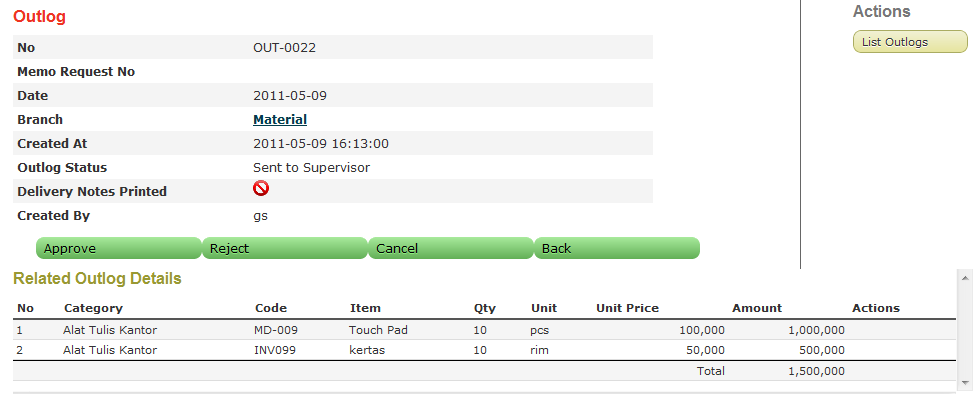 Outlog
Actions
No OUT-0022
List Outlogs
Memo Request No
Date 2011-05-09
Branch Material
Created At 2011-05-09 16:13:00
Outlog Status Sent to Supervisor
Delivery Notes Printed
Created By gs
Approve Reject Cancel Back
Related Outlog Details
No Category Code Item Qty Unit Unit Price Amount Actions
1 Alat Tulis Kantor MD-009 Touch Pad 10 pcs 100,000 1,000,000
2 Alat Tulis Kantor INV099 kertas 10 rim 50,000 500,000
Total 1,500,000